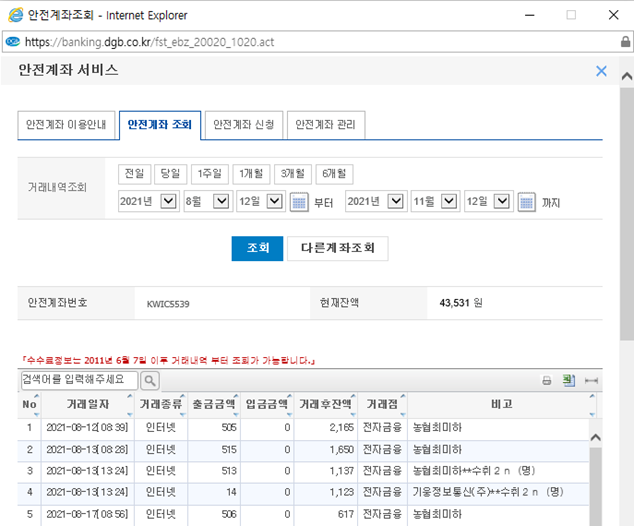 안전계좌조회 - Internet Explorer
https://banking.dgb.co.kr/fst_ebz_20020_1020.act
안전계좌 서비스
안전계좌 이용안내 안전계좌 조회 안전계좌 신청 안전계좌 관리
거래내역조회 전일 당일 1주일 1개월 3개월 6개월
2021년 8월 12일 부터 2021년 11월 12일 까지
조회 다른계좌조회
안전계좌번호 KWIC5539 현재잔액 43,531 원
「수수료정보는 2011년 6월 7일 이후 거래내역 부터 조회가 가능합니다.」
검색어를 입력해주세요
No 거래일자 거래종류 출금금액 입금금액 거래후잔액 거래점 비고
1 2021-08-12[08:39] 인터넷 505 0 2,165 전자금융 농협최미하
2 2021-08-13[08:28] 인터넷 515 0 1,650 전자금융 농협최미하
3 2021-08-13[13:24] 인터넷 513 0 1,137 전자금융 농협최미하**수취２ｎ (명)
4 2021-08-13[13:24] 인터넷 14 0 1,123 전자금융 기웅정보통신(주)**수취２ｎ (명)
5 2021-08-17[08:56] 인터넷 506 0 617 전자금융 농협최미하